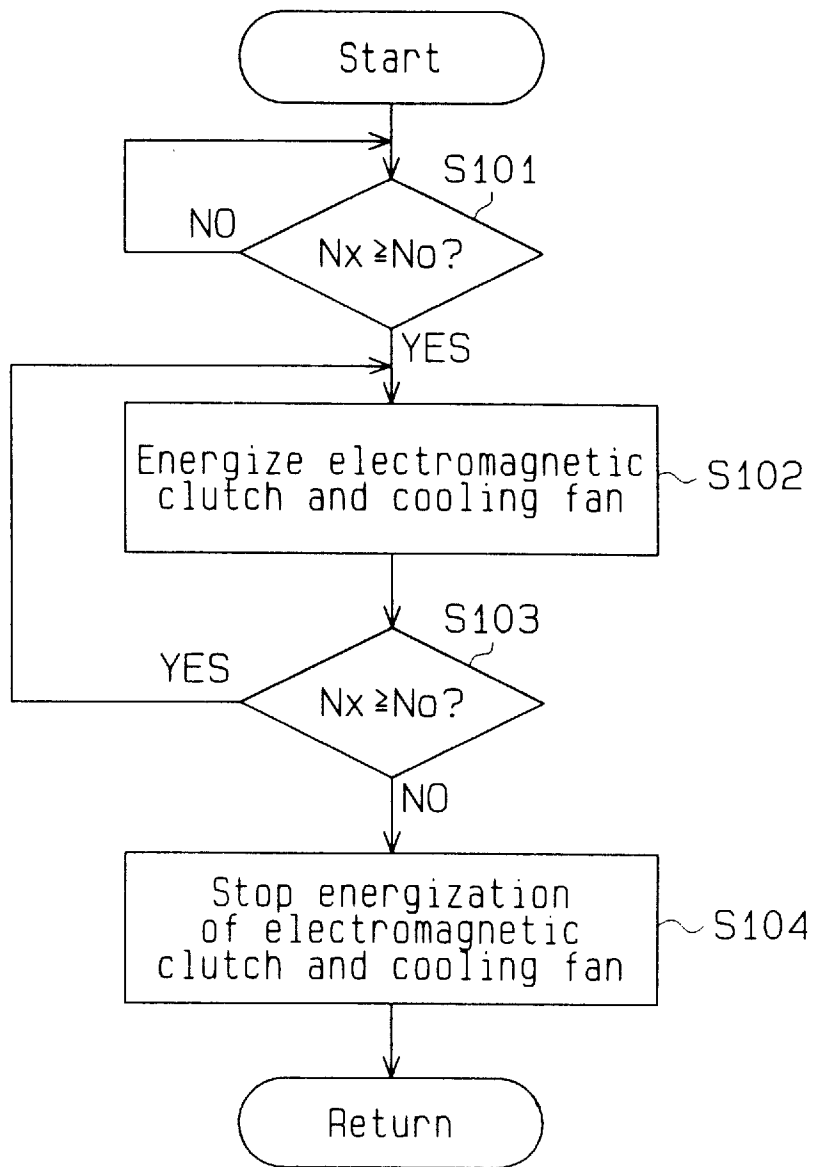 Start
S101
NO
Nx ≧No?
YES
Energize electromagnetic
clutch and cooling fan
S102
S103
YES
Nx ≧No?
NO
Stop energization
of electromagnetic
clutch and cooling fan
S104
Return